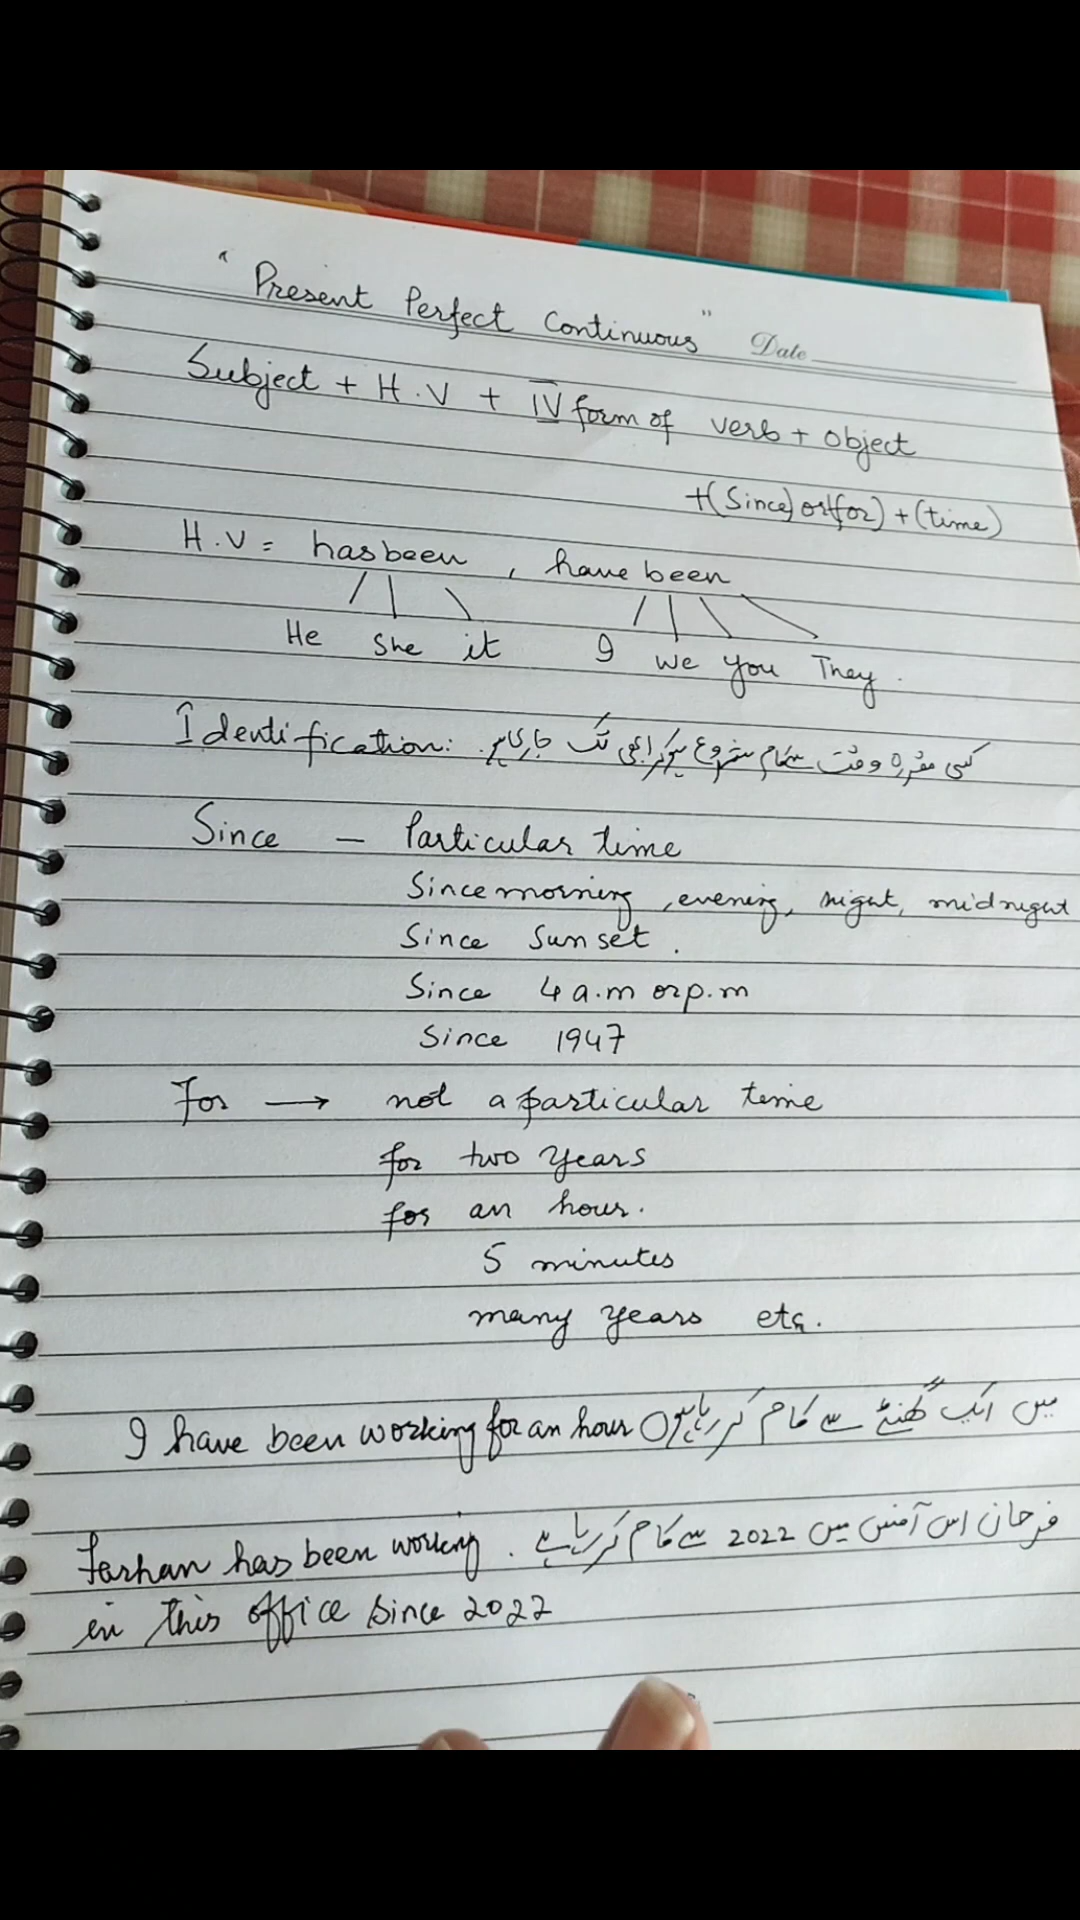 "Present Perfect Continuous"
Date
Subject + H.V + IV form of verb + object
+(Since) or (for) + (time)
H.V = has been , have been
He She it I we you They.
Identification: کسی مقررہ وقت سے کام شروع ہو کر ابھی تک جاری ہے۔
Since — Particular time
Since morning, evening, night, midnight
Since Sunset.
Since 4 a.m or p.m
Since 1947
For → not a particular time
for two years
for an hour.
5 minutes
many years etc.
I have been working for an hour میں ایک گھنٹے سے کام کر رہا ہوں
Farhan has been working. فرحان اس آفس میں 2022 سے کام کر رہا ہے
in this office since 2022